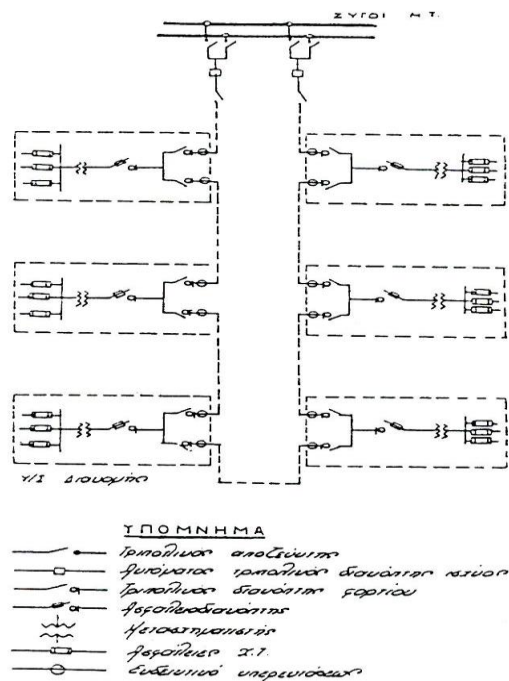 ΖΥΓΟΙ Μ.Τ.
Υ/Σ Διανομής
ΥΠΟΜΝΗΜΑ
Τριπολικός αποζεύκτης
Αυτόματος τριπολικός διακόπτης ισχύος
Τριπολικός διακόπτης φορτίου
Ασφαλειοδιακόπτης
Μετασχηματιστής
Ασφάλειες Χ.Τ.
Ενδεικτικό υπερεντάσεως